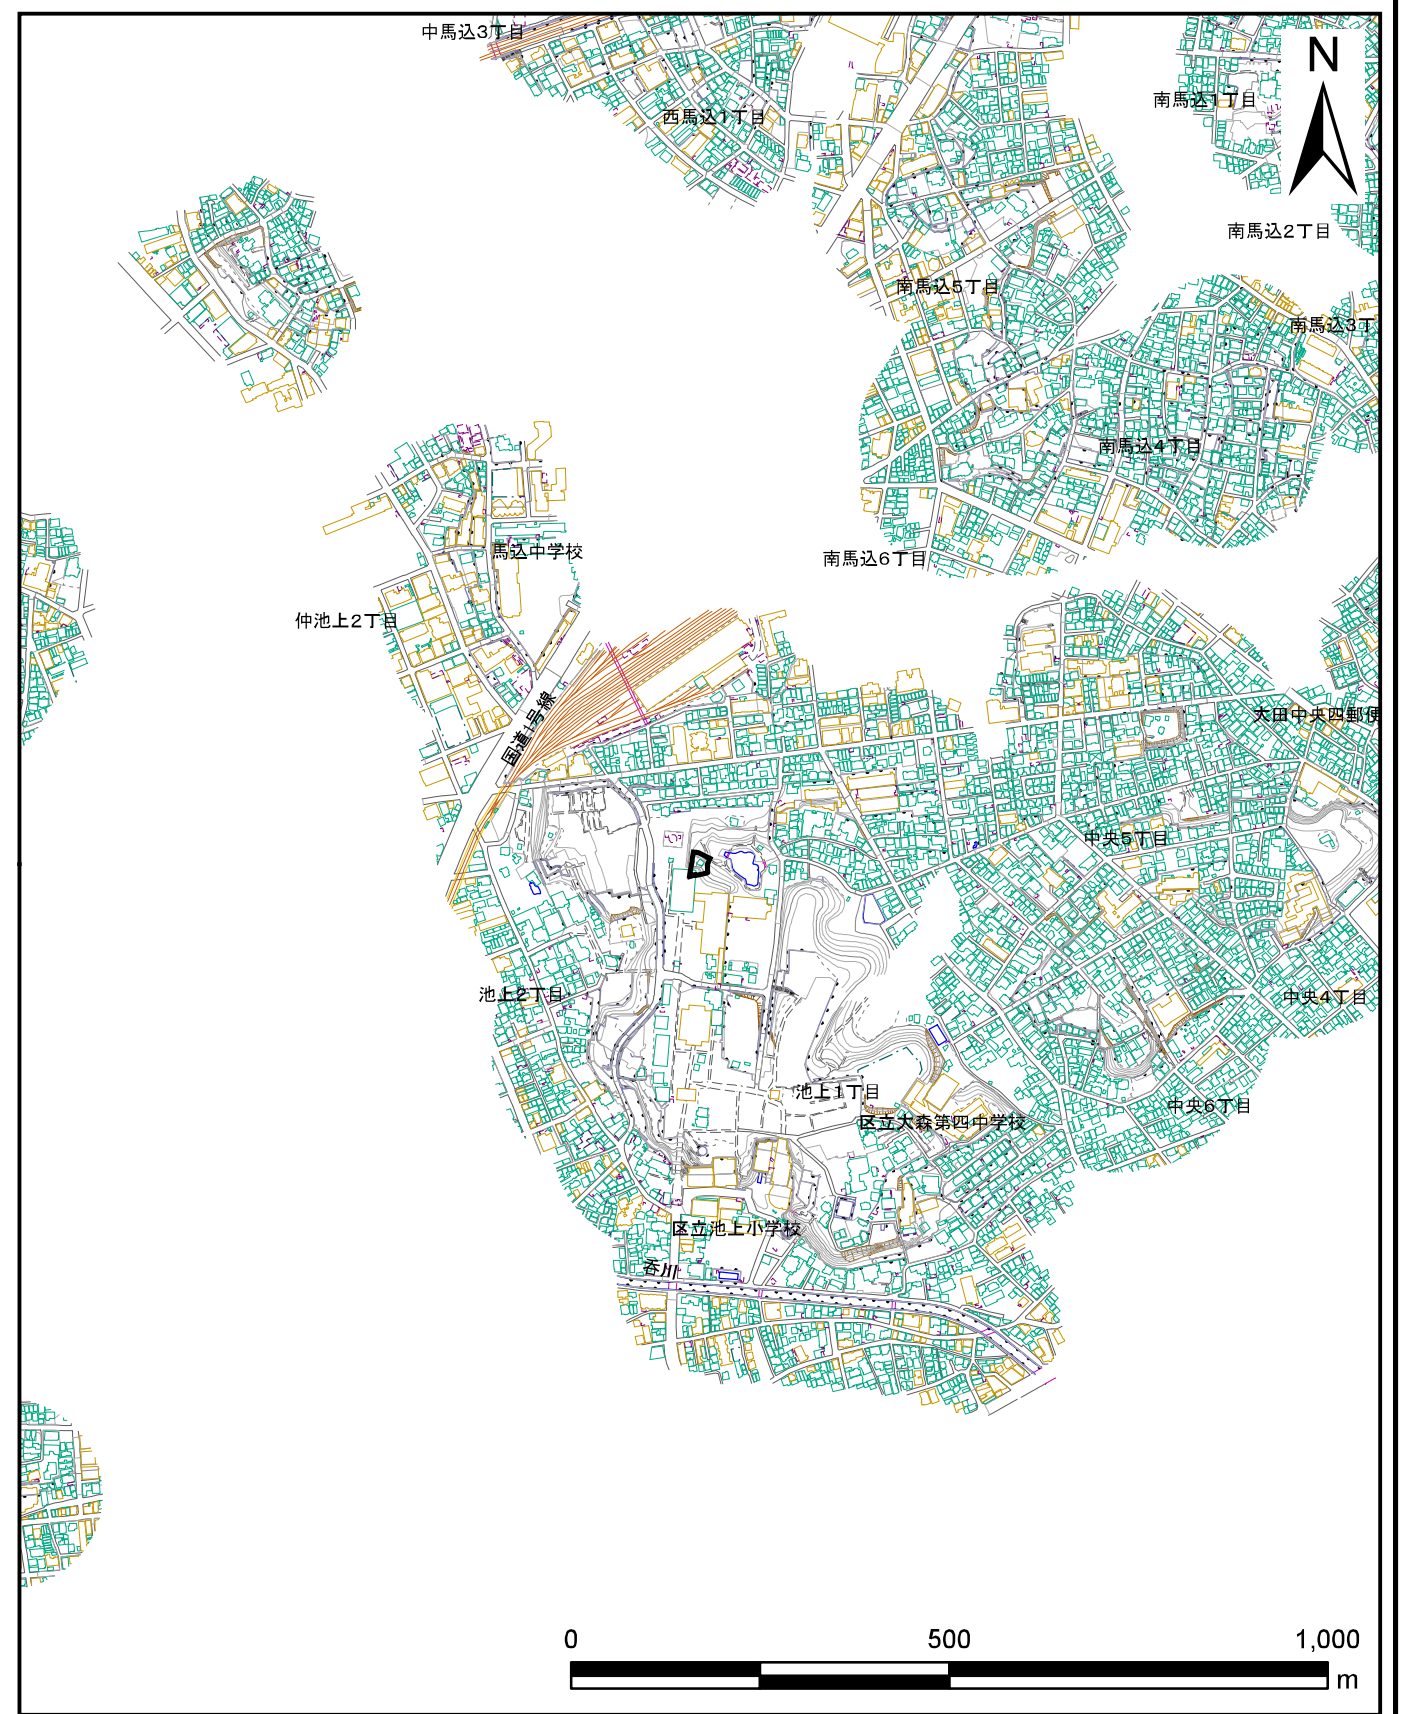 中馬込3丁目
N
南馬込1丁目
西馬込1丁目
南馬込2丁目
南馬込5丁目
南馬込3丁
南馬込4丁目
馬込中学校
南馬込6丁目
仲池上2丁目
国道1号線
大田中央四郵便
中央5丁目
池上2丁目
中央4丁目
池上1丁目
中央6丁目
区立大森第四中学校
区立池上小学校
呑川
0 500 1,000
m